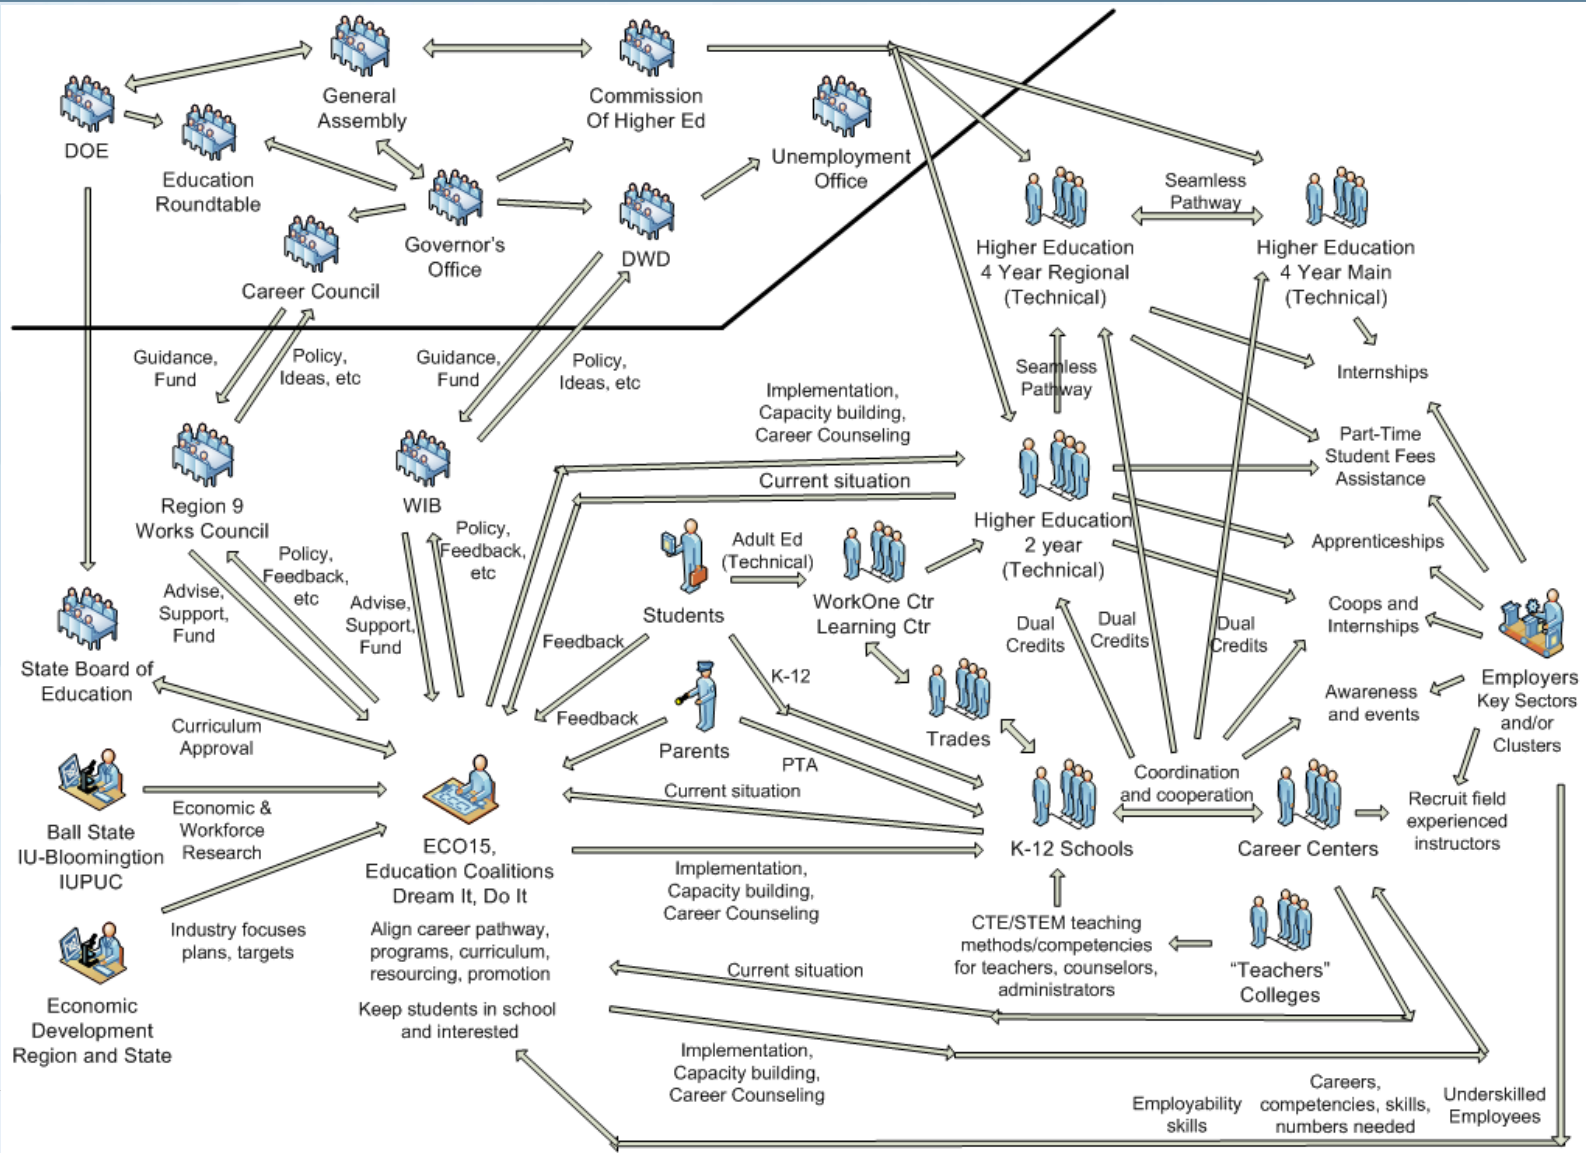 General
Assembly
Commission
Of Higher Ed
DOE
Education
Roundtable
Unemployment
Office
Governor's
Office
DWD
Career Council
Seamless
Pathway
Higher Education
4 Year Regional
(Technical)
Higher Education
4 Year Main
(Technical)
Guidance,
Fund
Policy,
Ideas, etc
Guidance,
Fund
Policy,
Ideas, etc
Seamless
Pathway
Internships
Implementation,
Capacity building,
Career Counseling
Part-Time
Student Fees
Assistance
Current situation
Region 9
Works Council
WIB
Higher Education
2 year
(Technical)
Apprenticeships
Policy,
Feedback,
etc
Policy,
Feedback,
etc
Advise,
Support,
Fund
Advise,
Support,
Fund
Adult Ed
(Technical)
Students
WorkOne Ctr
Learning Ctr
Dual
Credits
Dual
Credits
Dual
Credits
Coops and
Internships
State Board of
Education
Feedback
K-12
Feedback
Parents
Trades
Awareness
and events
Employers
Key Sectors
and/or
Clusters
Curriculum
Approval
PTA
Current situation
Coordination
and cooperation
Economic &
Workforce
Research
Ball State
IU-Bloomingtion
IUPUC
ECO15,
Education Coalitions
Dream It, Do It
K-12 Schools
Career Centers
Recruit field
experienced
instructors
Implementation,
Capacity building,
Career Counseling
Industry focuses
plans, targets
Align career pathway,
programs, curriculum,
resourcing, promotion
Keep students in school
and interested
CTE/STEM teaching
methods/competencies
for teachers, counselors,
administrators
“Teachers”
Colleges
Economic
Development
Region and State
Current situation
Implementation,
Capacity building,
Career Counseling
Employability
skills
Careers,
competencies, skills,
numbers needed
Underskilled
Employees